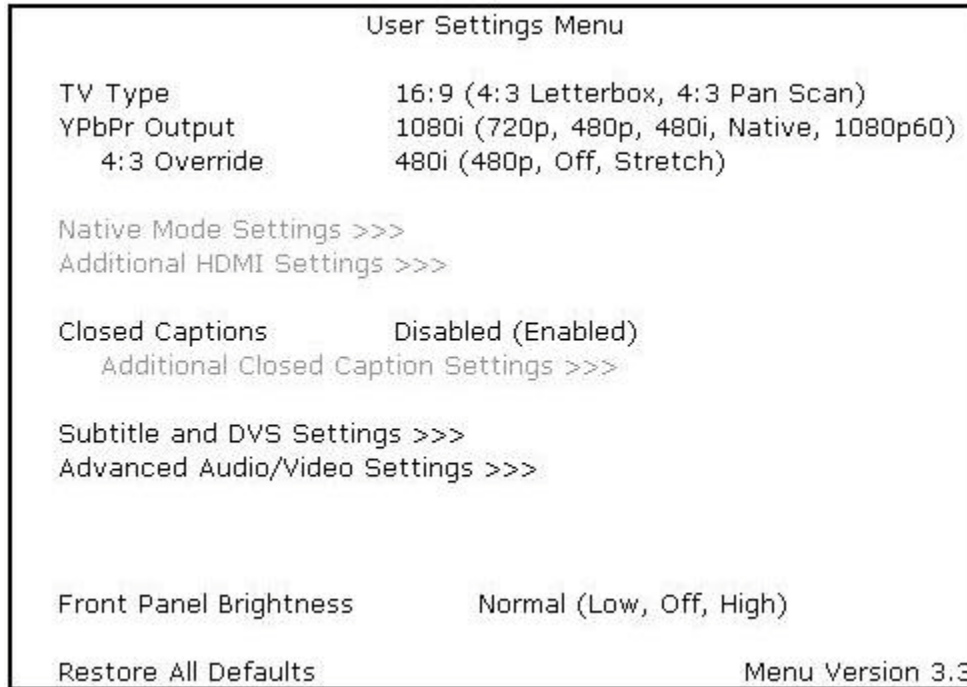 User Settings Menu
TV Type 16:9 (4:3 Letterbox, 4:3 Pan Scan)
YPbPr Output 1080i (720p, 480p, 480i, Native, 1080p60)
4:3 Override 480i (480p, Off, Stretch)
Native Mode Settings >>>
Additional HDMI Settings >>>
Closed Captions Disabled (Enabled)
Additional Closed Caption Settings >>>
Subtitle and DVS Settings >>>
Advanced Audio/Video Settings >>>
Front Panel Brightness Normal (Low, Off, High)
Restore All Defaults Menu Version 3.3